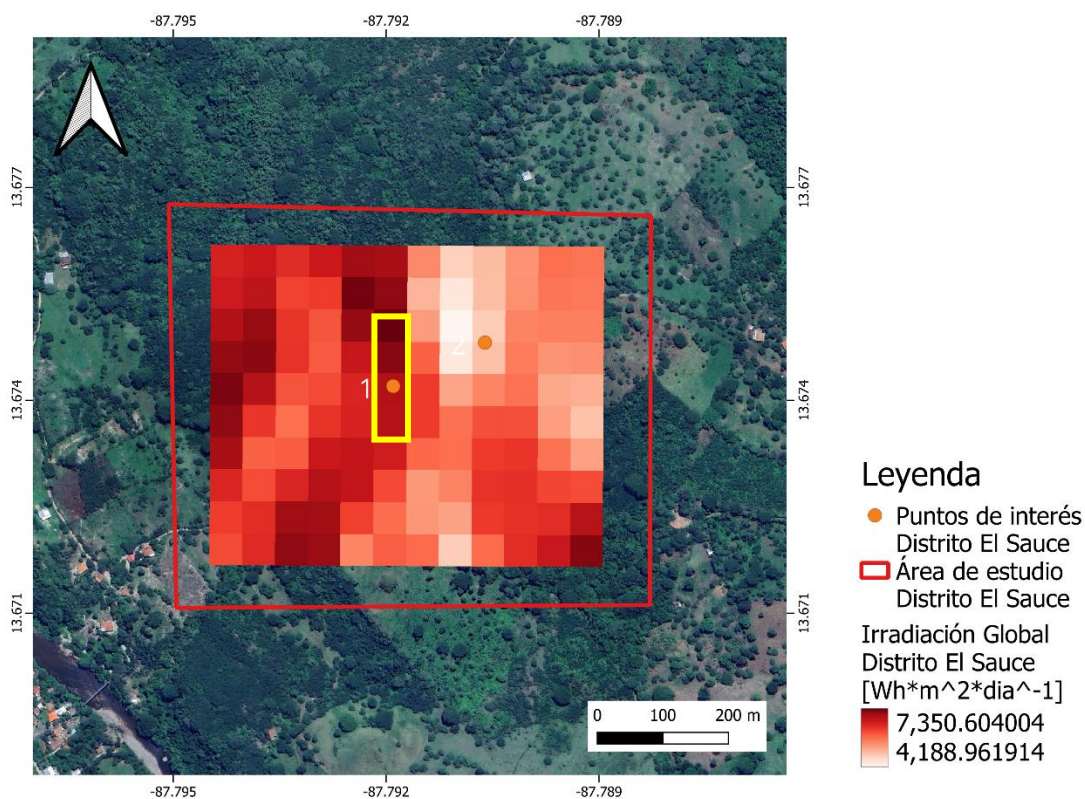 -87.795
-87.792
-87.789
13.677
13.677
2
1
13.674
13.674
13.671
13.671
Leyenda
Puntos de interés
Distrito El Sauce
Área de estudio
Distrito El Sauce
Irradiación Global
Distrito El Sauce
[Wh*m^2*dia^-1]
7,350.604004
4,188.961914
0 100 200 m
-87.795
-87.792
-87.789